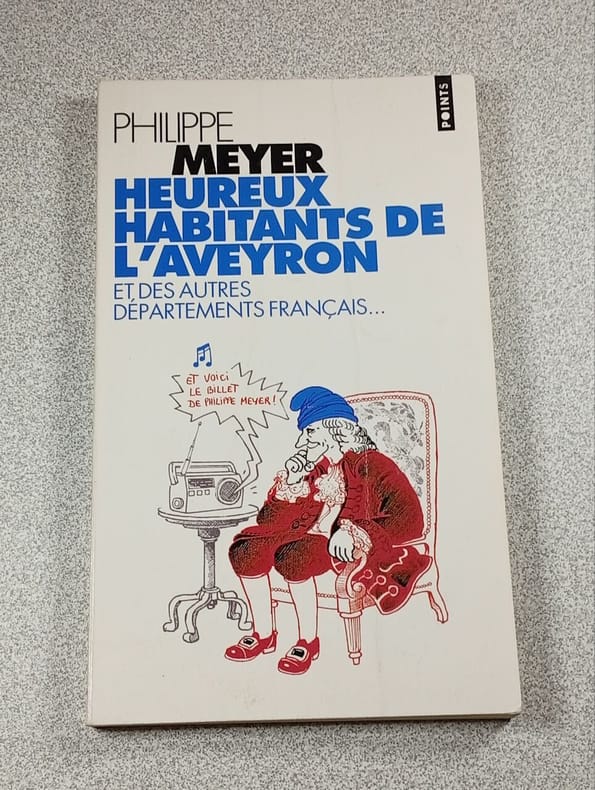 POINTS
PHILIPPE
MEYER
HEUREUX
HABITANTS DE
L'AVEYRON
ET DES AUTRES
DÉPARTEMENTS FRANÇAIS...
ET VOICI
LE BILLET
DE PHILIPPE MEYER!